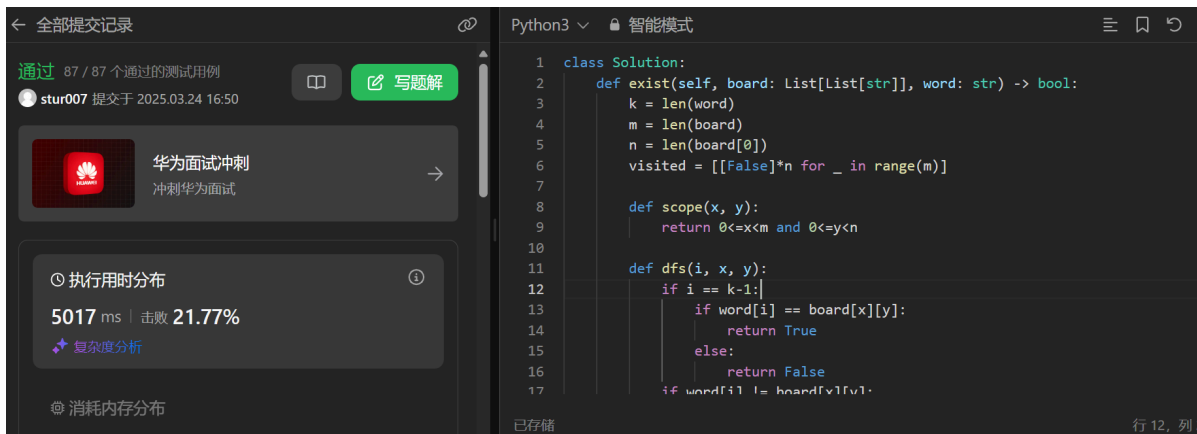 全部提交记录
通过 87 / 87 个通过的测试用例
stur007 提交于 2025.03.24 16:50
写题解
HUAWEI
华为面试冲刺
冲刺华为面试
执行用时分布
5017 ms 击败 21.77%
复杂度分析
消耗内存分布
Python3 智能模式
1 class Solution:
2     def exist(self, board: List[List[str]], word: str) -> bool:
3         k = len(word)
4         m = len(board)
5         n = len(board[0])
6         visited = [[False]*n for _ in range(m)]
7
8         def scope(x, y):
9             return 0<=x<m and 0<=y<n
10
11         def dfs(i, x, y):
12             if i == k-1:
13                 if word[i] == board[x][y]:
14                     return True
15                 else:
16                     return False
17             if word[i] != board[x][y]:
已存储
行 12, 列